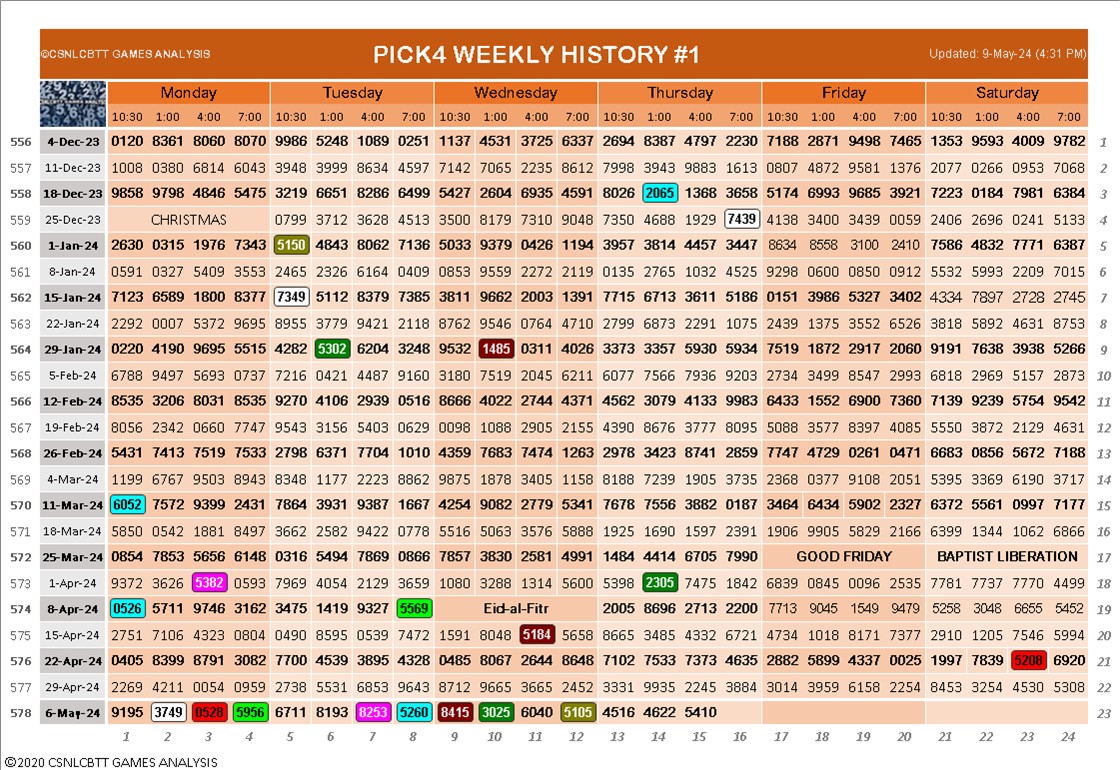 ©CSNLCBTT GAMES ANALYSIS PICK4 WEEKLY HISTORY #1 Updated: 9-May-24 (4:31 PM)
Monday Tuesday Wednesday Thursday Friday Saturday
10:30 1:00 4:00 7:00 10:30 1:00 4:00 7:00 10:30 1:00 4:00 7:00 10:30 1:00 4:00 7:00 10:30 1:00 4:00 7:00 10:30 1:00 4:00 7:00
556 4-Dec-23 0120 8361 8060 8070 9986 5248 1089 0251 1137 4531 3725 6337 2694 8387 4797 2230 7188 2871 9498 7465 1353 9593 4009 9782 1
557 11-Dec-23 1008 0380 6814 6043 3948 3999 8634 4597 7142 7065 2235 8612 7998 3943 9883 1613 0807 4872 9581 1376 2077 0266 0953 7068 2
558 18-Dec-23 9858 9798 4846 5475 3219 6651 8286 6499 5427 2604 6935 4591 8026 2065 1368 3658 5174 6993 9685 3921 7223 0184 7981 6384 3
559 25-Dec-23 CHRISTMAS 0799 3712 3628 4513 3500 8179 7310 9048 7350 4688 1929 7439 4138 3400 3439 0059 2406 2696 0241 5133 4
560 1-Jan-24 2630 0315 1976 7343 5150 4843 8062 7136 5033 9379 0426 1194 3957 3814 4457 3447 8634 8558 3100 2410 7586 4832 7771 6387 5
561 8-Jan-24 0591 0327 5409 3553 2465 2326 6164 0409 0853 9559 2272 2119 0135 2765 1032 4525 9298 0600 0850 0912 5532 5993 2209 7015 6
562 15-Jan-24 7123 6589 1800 8377 7349 5112 8379 7385 3811 9662 2003 1391 7715 6713 3611 5186 0151 3986 5327 3402 4334 7897 2728 2745 7
563 22-Jan-24 2292 0007 5372 9695 8955 3779 9421 2118 8762 9546 0764 4710 2799 6873 2291 1075 2439 1375 3552 6526 3818 5892 4631 8753 8
564 29-Jan-24 0220 4190 9695 5515 4282 5302 6204 3248 9532 1485 0311 4026 3373 3357 5930 5934 7519 1872 2917 2060 9191 7638 3938 5266 9
565 5-Feb-24 6788 9497 5693 0737 7216 0421 4487 9160 3180 7519 2045 6211 6077 7566 7936 9203 2734 3499 8547 2993 6818 2969 5157 2873 10
566 12-Feb-24 8535 3206 8031 8535 9270 4106 2939 0516 8666 4022 2744 4371 4562 3079 4133 9983 6433 1552 6900 7360 7139 9239 5754 9542 11
567 19-Feb-24 8056 2342 0660 7747 9543 3156 5403 0629 0098 1088 2905 2155 4390 8676 3777 8095 5088 3577 8397 4085 5550 3872 2129 4631 12
568 26-Feb-24 5431 7413 7519 7533 2798 6371 7704 1010 4359 7683 7474 1263 2978 3423 8741 2859 7747 4729 0261 0471 6683 0856 5672 7188 13
569 4-Mar-24 1199 6767 9503 8943 8348 1177 2223 8862 9875 1878 3405 1158 8188 7239 1905 3735 2368 0377 9108 2051 5395 3369 6190 3717 14
570 11-Mar-24 6052 7572 9399 2431 7864 3931 9387 1667 4254 9082 2779 5341 7678 7556 3882 0187 3464 6434 5902 2327 6372 5561 0997 7177 15
571 18-Mar-24 5850 0542 1881 8497 3662 2582 9422 0778 5516 5063 3576 5888 1925 1690 1597 2391 1906 9905 5829 2166 6399 1344 1062 6866 16
572 25-Mar-24 0854 7853 5656 6148 0316 5494 7869 0866 7857 3830 2581 4991 1484 4414 6705 7990 GOOD FRIDAY BAPTIST LIBERATION 17
573 1-Apr-24 9372 3626 5382 0593 7969 4054 2129 3659 1080 3288 1314 5600 5398 2305 7475 1842 6839 0845 0096 2535 7781 7737 7770 4499 18
574 8-Apr-24 0526 5711 9746 3162 3475 1419 9327 5569 Eid-al-Fitr 2005 8696 2713 2200 7713 9045 1549 9479 5258 3048 6655 5452 19
575 15-Apr-24 2751 7106 4323 0804 0490 8595 0539 7472 1591 8048 5184 5658 8665 3485 4332 6721 4734 1018 8171 7377 2910 1205 7546 5994 20
576 22-Apr-24 0405 8399 8791 3082 7700 4539 3895 4328 0485 8067 2644 8648 7102 7533 7373 4635 2882 5899 4337 0025 1997 7839 5208 6920 21
577 29-Apr-24 2269 4211 0054 0959 2738 5531 6853 9643 8712 9665 3665 2452 3331 9935 2245 3884 3014 3959 6158 2254 8453 3254 4530 5308 22
578 6-May-24 9195 3749 0528 5956 6711 8193 8253 5260 8415 3025 6040 5105 4516 4622 5410 23
1 2 3 4 5 6 7 8 9 10 11 12 13 14 15 16 17 18 19 20 21 22 23 24
©2020 CSNLCBTT GAMES ANALYSIS